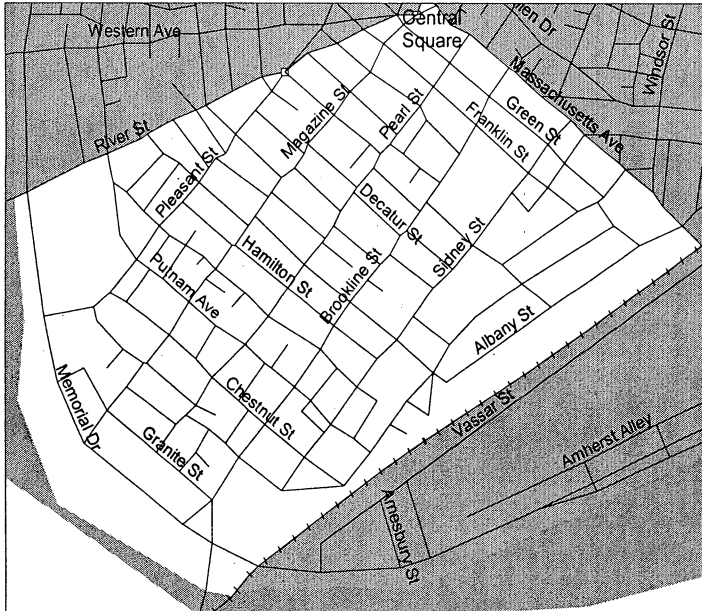 Western Ave
Central
Square
Windsor St
Massachusetts Ave
River St
Magazine St
Pearl St
Green St
Franklin St
Pleasant St
Decatur St
Sidney St
Hamilton St
Brookline St
Putnam Ave
Albany St
Memorial Dr
Chestnut St
Granite St
Vassar St
Amherst Alley
Amesbury St